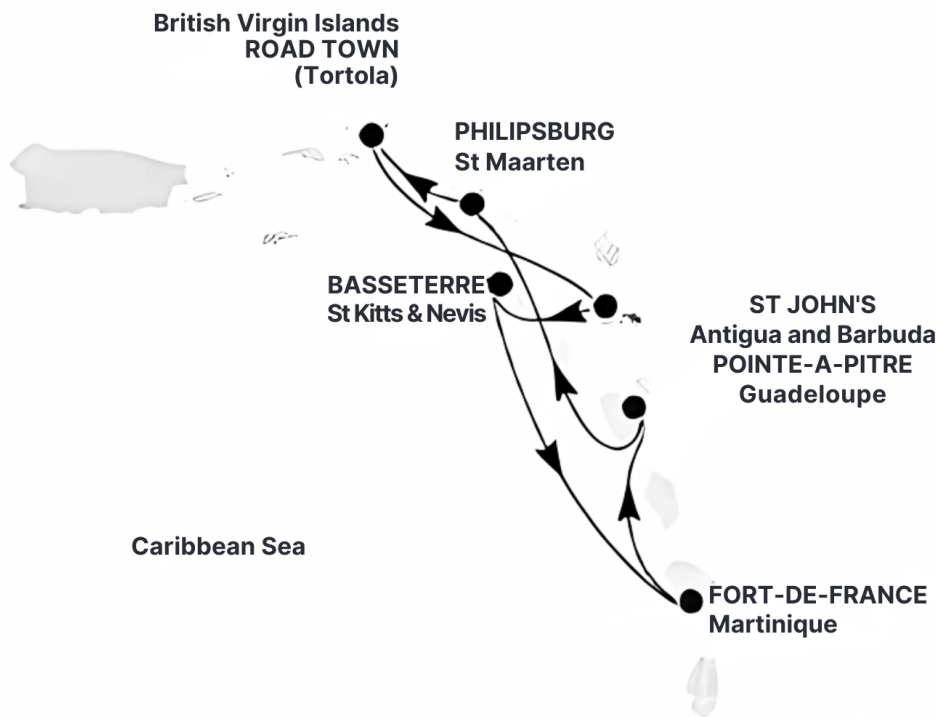 British Virgin Islands
ROAD TOWN
(Tortola)
PHILIPSBURG
St Maarten
BASSETERRE
St Kitts & Nevis
ST JOHN'S
Antigua and Barbuda
POINTE-A-PITRE
Guadeloupe
Caribbean Sea
FORT-DE-FRANCE
Martinique